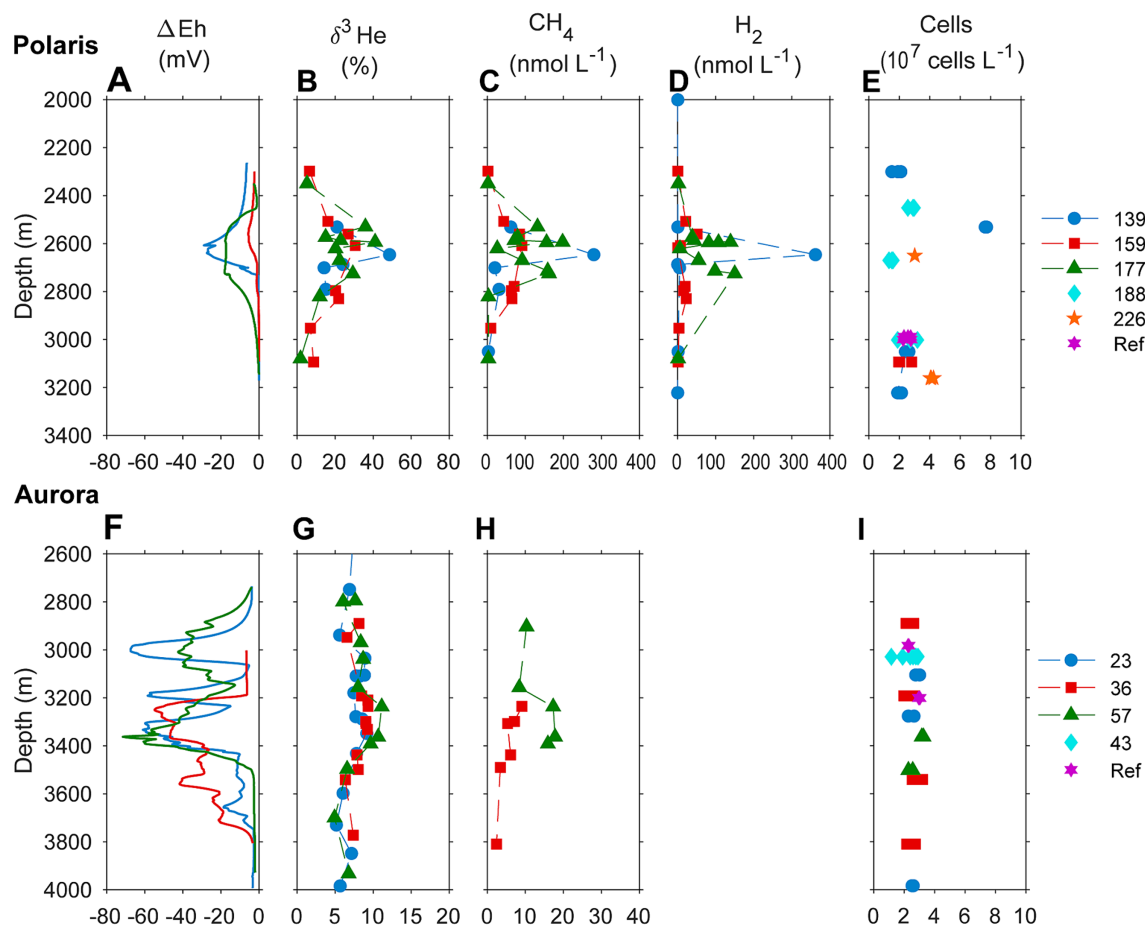 Polaris
Δ Eh
(mV)
δ³ He
(%)
CH₄
(nmol L⁻¹)
H₂
(nmol L⁻¹)
Cells
(10⁷ cells L⁻¹)
A B C D E
Depth (m)
2000
2200
2400
2600
2800
3000
3200
3400
-80 -60 -40 -20 0
0 20 40 60 80
0 100 200 300 400
0 100 200 300 400
0 2 4 6 8 10
139
159
177
188
226
Ref
Aurora
F G H I
Depth (m)
2600
2800
3000
3200
3400
3600
3800
4000
-80 -60 -40 -20 0
0 5 10 15 20
0 10 20 30 40
0 2 4 6 8 10
23
36
57
43
Ref